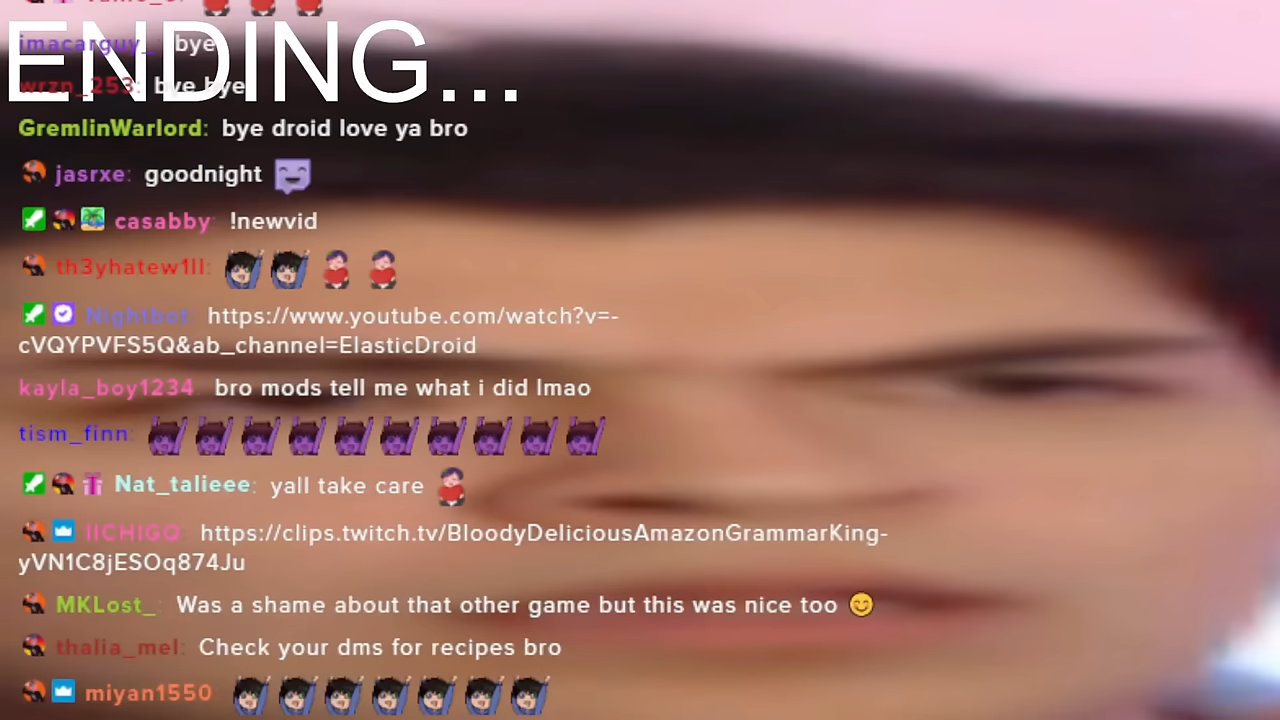 ENDING...
imacarguy_: bye
wrzn_253: bye bye
GremlinWarlord: bye droid love ya bro
jasrxe: goodnight
casabby: !newvid
th3yhatew1ll:
Nightbot: https://www.youtube.com/watch?v=-
cVQYPVFS5Q&ab_channel=ElasticDroid
kayla_boy1234: bro mods tell me what i did lmao
tism_finn:
Nat_talieee: yall take care
IICHIGO: https://clips.twitch.tv/BloodyDeliciousAmazonGrammarKing-
yVN1C8jESOq874Ju
MKLost_: Was a shame about that other game but this was nice too 😊
thalia_mel: Check your dms for recipes bro
miyan1550: